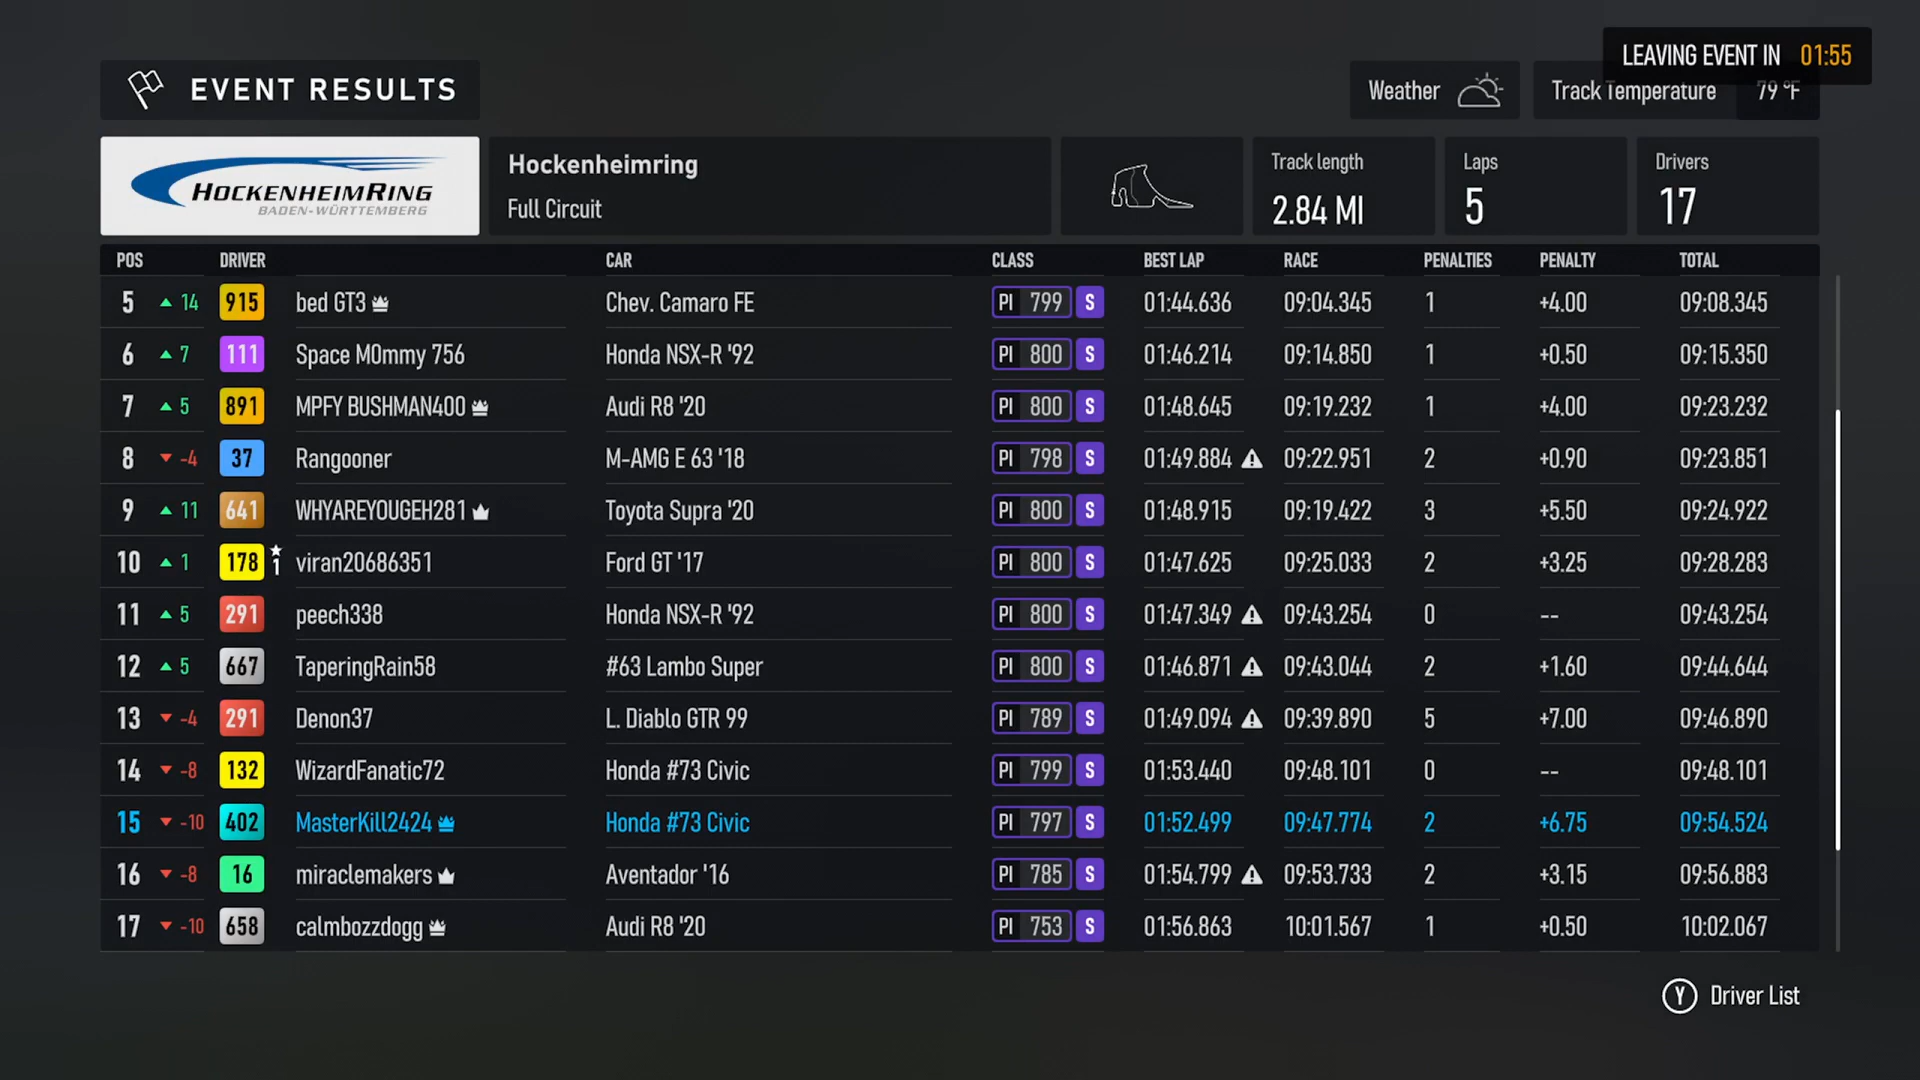 LEAVING EVENT IN 01:55
EVENT RESULTS
Weather
Track Temperature 79 °F
HOCKENHEIMRING
BADEN-WÜRTTEMBERG
Hockenheimring
Full Circuit
Track length
2.84 MI
Laps
5
Drivers
17
POS DRIVER CAR CLASS BEST LAP RACE PENALTIES PENALTY TOTAL
5 14 915 bed GT3 Chev. Camaro FE PI 799 S 01:44.636 09:04.345 1 +4.00 09:08.345
6 7 111 Space M0mmy 756 Honda NSX-R '92 PI 800 S 01:46.214 09:14.850 1 +0.50 09:15.350
7 5 891 MPFY BUSHMAN400 Audi R8 '20 PI 800 S 01:48.645 09:19.232 1 +4.00 09:23.232
8 -4 37 Rangooner M-AMG E 63 '18 PI 798 S 01:49.884 09:22.951 2 +0.90 09:23.851
9 11 641 WHYAREYOUGEH281 Toyota Supra '20 PI 800 S 01:48.915 09:19.422 3 +5.50 09:24.922
10 1 178 1 viran20686351 Ford GT '17 PI 800 S 01:47.625 09:25.033 2 +3.25 09:28.283
11 5 291 peech338 Honda NSX-R '92 PI 800 S 01:47.349 09:43.254 0 -- 09:43.254
12 5 667 TaperingRain58 #63 Lambo Super PI 800 S 01:46.871 09:43.044 2 +1.60 09:44.644
13 -4 291 Denon37 L. Diablo GTR 99 PI 789 S 01:49.094 09:39.890 5 +7.00 09:46.890
14 -8 132 WizardFanatic72 Honda #73 Civic PI 799 S 01:53.440 09:48.101 0 -- 09:48.101
15 -10 402 MasterKill2424 Honda #73 Civic PI 797 S 01:52.499 09:47.774 2 +6.75 09:54.524
16 -8 16 miraclemakers Aventador '16 PI 785 S 01:54.799 09:53.733 2 +3.15 09:56.883
17 -10 658 calmbozzdogg Audi R8 '20 PI 753 S 01:56.863 10:01.567 1 +0.50 10:02.067
Y Driver List